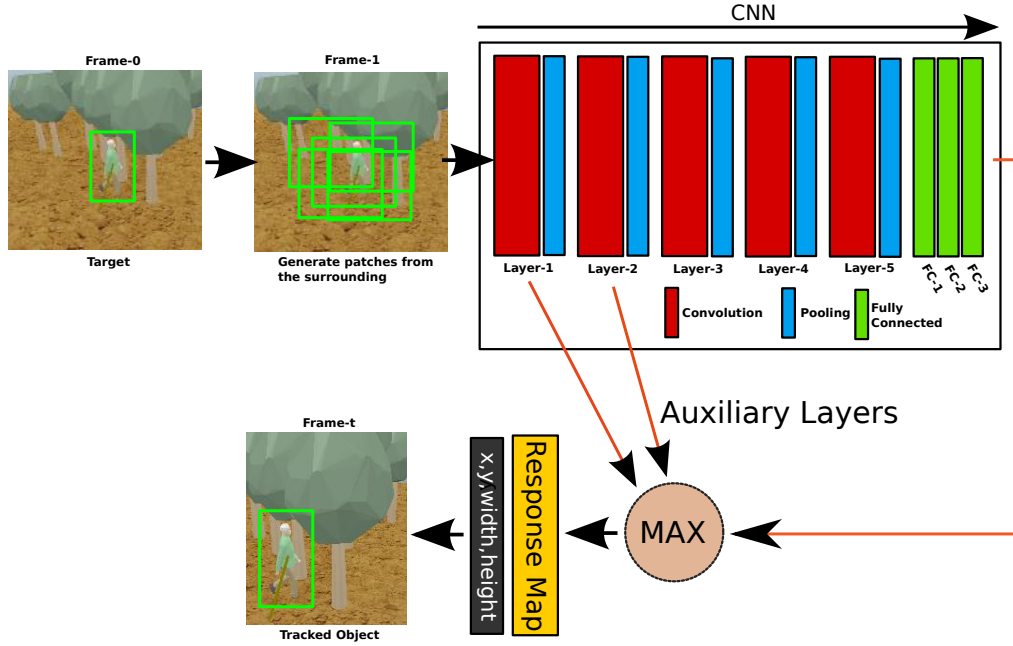 CNN
Frame-0
Frame-1
Target
Generate patches from
the surrounding
Layer-1
Layer-2
Layer-3
Layer-4
Layer-5
FC-1
FC-2
FC-3
Convolution
Pooling
Fully
Connected
Auxiliary Layers
Frame-t
x,y,width,height
Response Map
MAX
Tracked Object